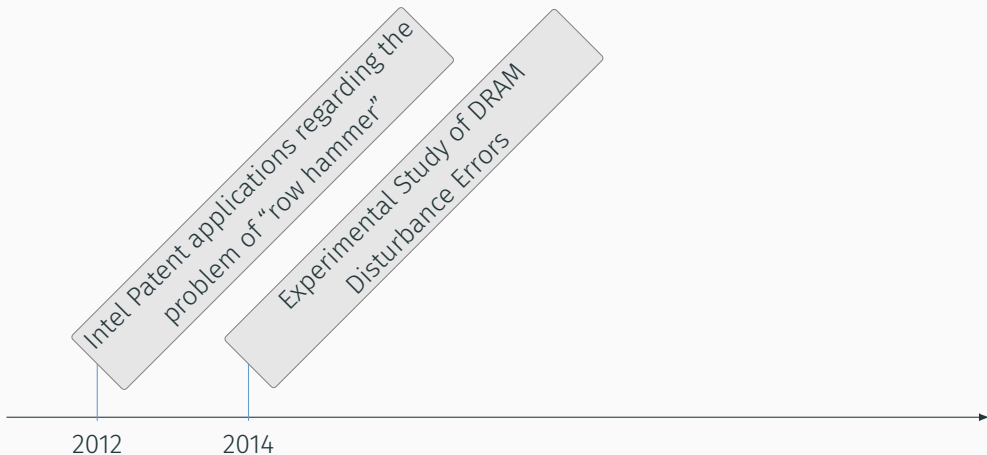 Intel Patent applications regarding the
problem of “row hammer”
Experimental Study of DRAM
Disturbance Errors
2012
2014